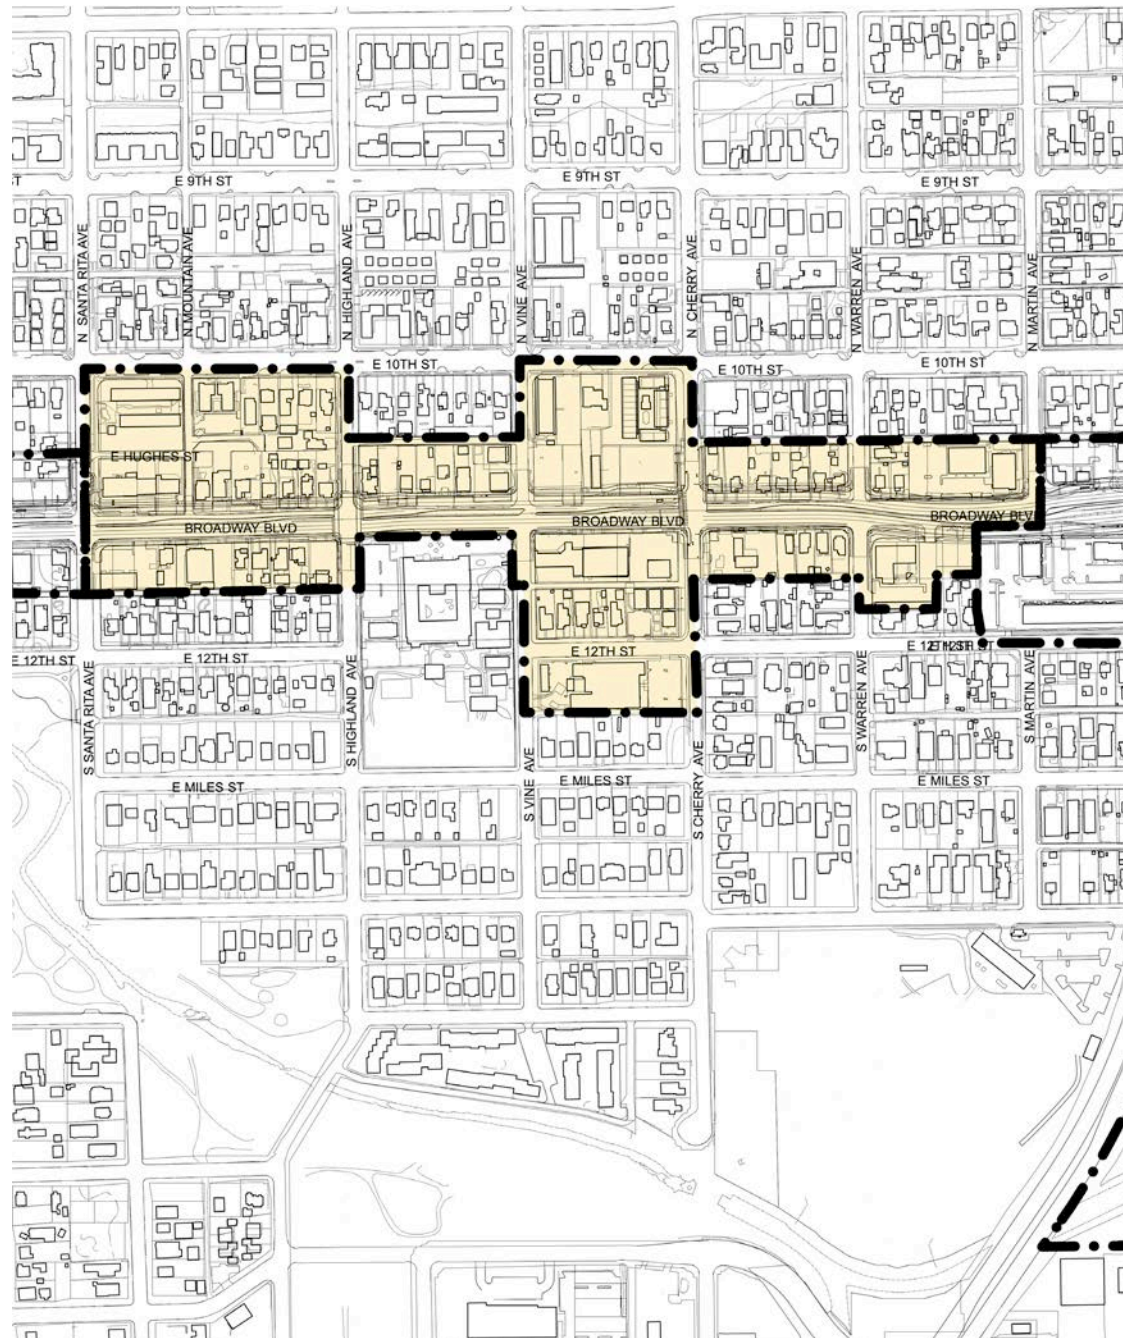 E 9TH ST
E 9TH ST
E 9TH ST
ST
N SANTA RITA AVE
N MOUNTAIN AVE
N HIGHLAND AVE
N VINE AVE
N CHERRY AVE
N WARREN AVE
N MARTIN AVE
E 10TH ST
E 10TH ST
E 10TH ST
E HUGHES ST
BROADWAY BLVD
BROADWAY BLVD
BROADWAY BLV
E 12TH ST
E 12TH ST
E 12TH ST
S SANTA RITA AVE
S HIGHLAND AVE
S VINE AVE
S CHERRY AVE
S WARREN AVE
S MARTIN AVE
E MILES ST
E MILES ST
E MILES ST